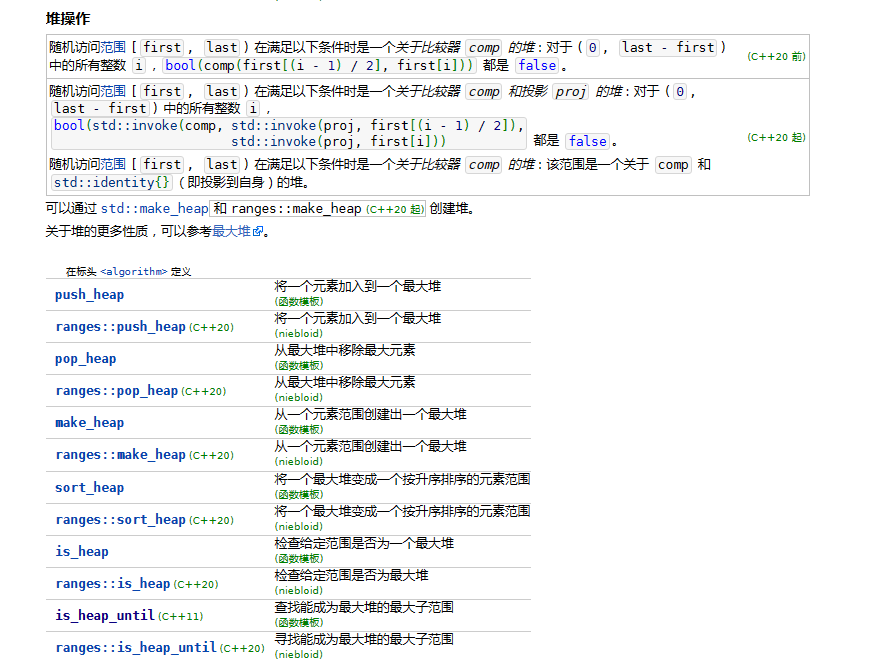 堆操作
随机访问范围 [first, last) 在满足以下条件时是一个关于比较器 comp 的堆：对于 (0, last - first)
中的所有整数 i，bool(comp(first[(i - 1) / 2], first[i])) 都是 false。
(C++20 前)
随机访问范围 [first, last) 在满足以下条件时是一个关于比较器 comp 和投影 proj 的堆：对于 (0,
last - first) 中的所有整数 i，
bool(std::invoke(comp, std::invoke(proj, first[(i - 1) / 2]),
std::invoke(proj, first[i])) 都是 false。
(C++20 起)
随机访问范围 [first, last) 在满足以下条件时是一个关于比较器 comp 的堆：该范围是一个关于 comp 和
std::identity{}（即投影到自身）的堆。
可以通过 std::make_heap 和 ranges::make_heap (C++20 起) 创建堆。
关于堆的更多性质，可以参考最大堆。
在标头 <algorithm> 定义
push_heap
将一个元素加入到一个最大堆
(函数模板)
ranges::push_heap (C++20)
将一个元素加入到一个最大堆
(niebloid)
pop_heap
从最大堆中移除最大元素
(函数模板)
ranges::pop_heap (C++20)
从最大堆中移除最大元素
(niebloid)
make_heap
从一个元素范围创建出一个最大堆
(函数模板)
ranges::make_heap (C++20)
从一个元素范围创建出一个最大堆
(niebloid)
sort_heap
将一个最大堆变成一个按升序排序的元素范围
(函数模板)
ranges::sort_heap (C++20)
将一个最大堆变成一个按升序排序的元素范围
(niebloid)
is_heap
检查给定范围是否为一个最大堆
(函数模板)
ranges::is_heap (C++20)
检查给定范围是否为最大堆
(niebloid)
is_heap_until (C++11)
查找能成为最大堆的最大子范围
(函数模板)
ranges::is_heap_until (C++20)
寻找能成为最大堆的最大子范围
(niebloid)